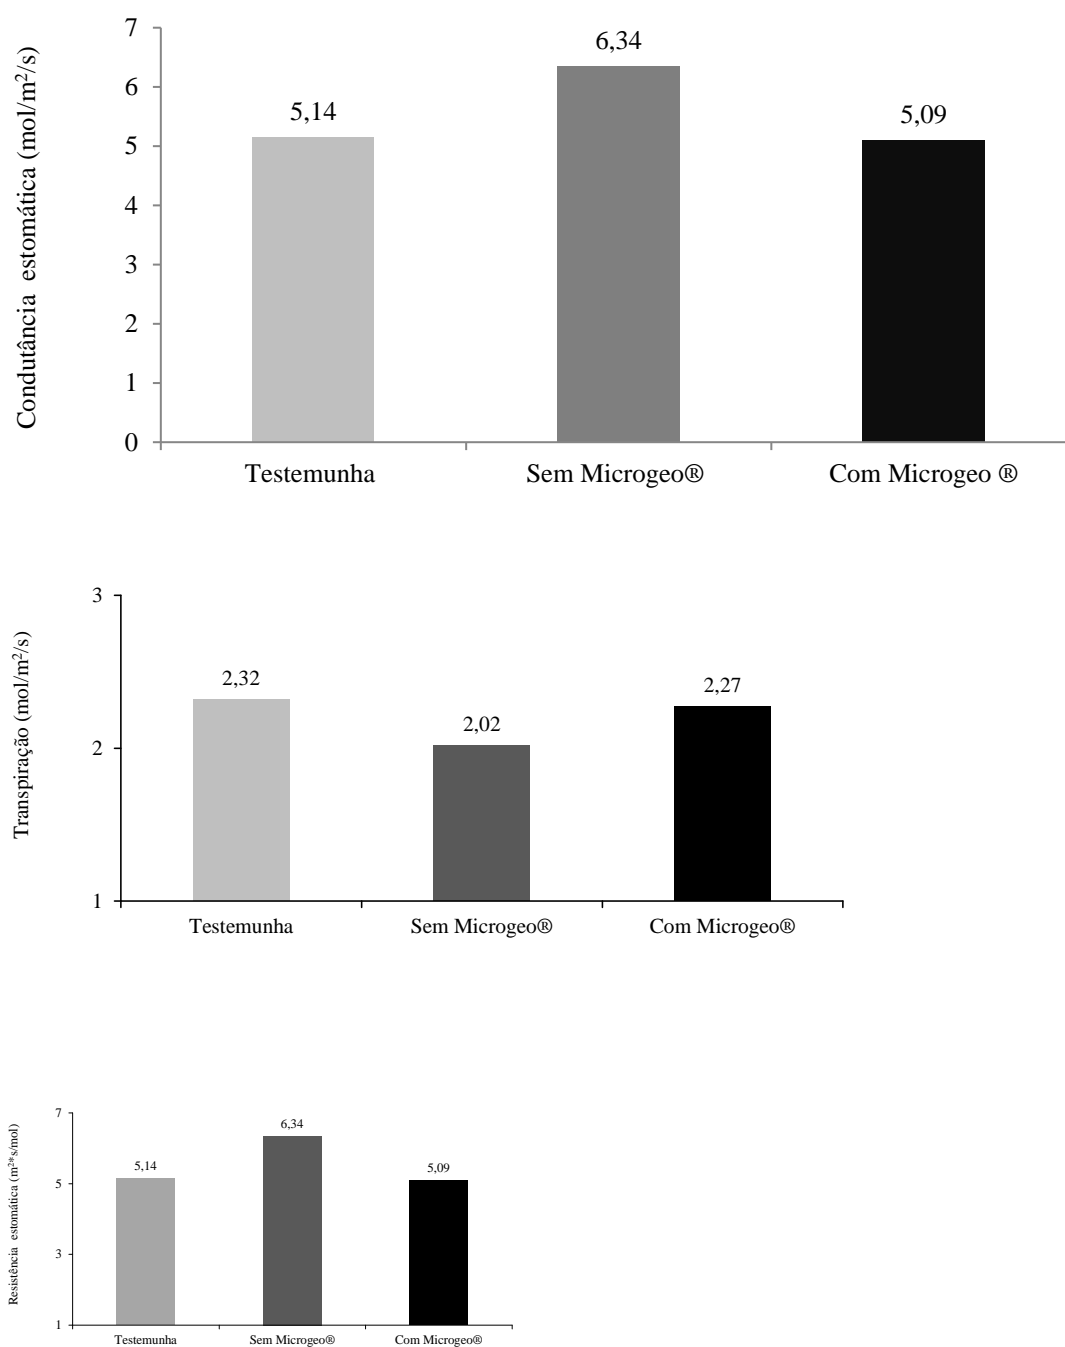 7
6,34
6
5,14
5,09
5
4
3
2
1
0
Condutância estomática (mol/m²/s)
Testemunha
Sem Microgeo®
Com Microgeo ®
3
2,32
2,27
2,02
2
1
Transpiração (mol/m²/s)
Testemunha
Sem Microgeo®
Com Microgeo®
7
6,34
5,14
5,09
5
3
1
Resistência estomática (m²*s/mol)
Testemunha
Sem Microgeo®
Com Microgeo®